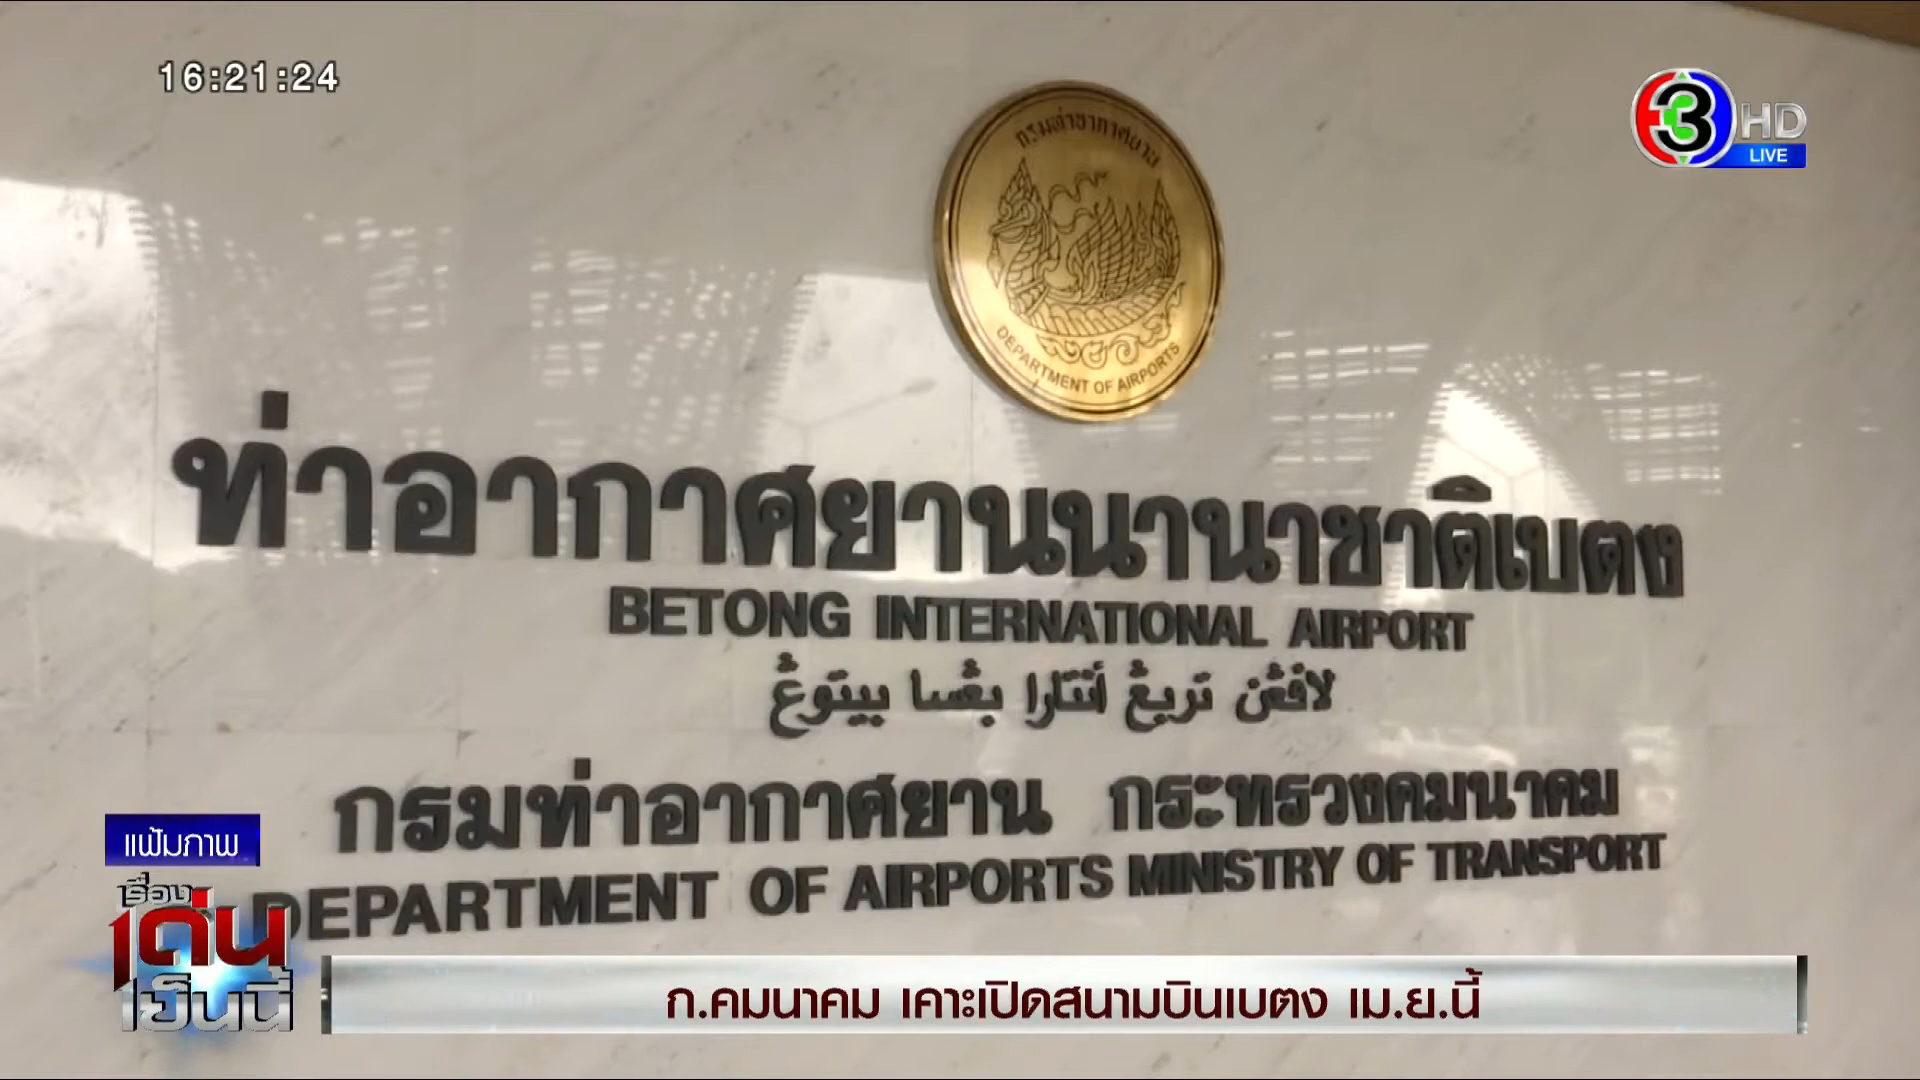 16:21:24
3 HD
LIVE
กรมท่าอากาศยาน
DEPARTMENT OF AIRPORTS
ท่าอากาศยานนานาชาติเบตง
BETONG INTERNATIONAL AIRPORT
لاڤڠن تربڠ أنتارا بڠسا بيتوڠ
กรมท่าอากาศยาน กระทรวงคมนาคม
DEPARTMENT OF AIRPORTS MINISTRY OF TRANSPORT
แฟ้มภาพ
เรื่อง
เด่น
เย็นนี้
ก.คมนาคม เคาะเปิดสนามบินเบตง เม.ย.นี้